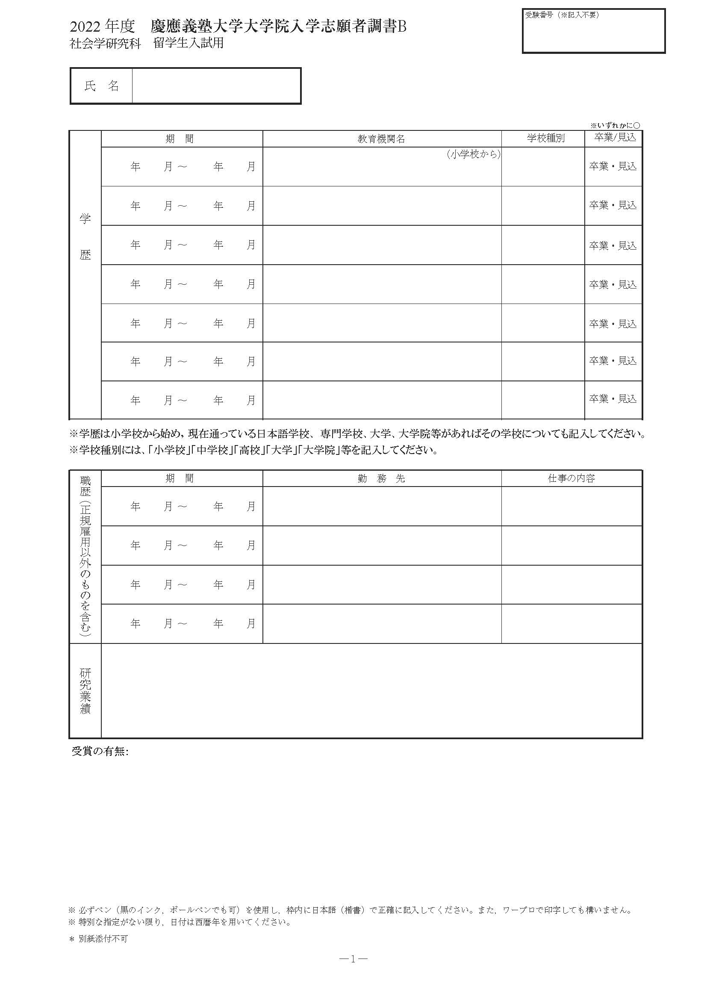 受験番号（※記入不要）
2022 年度　慶應義塾大学大学院入学志願者調書B
社会学研究科　留学生入試用
氏　名
※いずれかに○
学歴
期　間　教育機関名　学校種別　卒業/見込
(小学校から)
年　月～　年　月　卒業・見込
年　月～　年　月　卒業・見込
年　月～　年　月　卒業・見込
年　月～　年　月　卒業・見込
年　月～　年　月　卒業・見込
年　月～　年　月　卒業・見込
年　月～　年　月　卒業・見込
※学歴は小学校から始め，現在通っている日本語学校、専門学校、大学、大学院等があればその学校についても記入してください。
※学校種別には、「小学校」「中学校」「高校」「大学」「大学院」等を記入してください。
職歴（正規雇用以外のものを含む）
期　間　勤　務　先　仕事の内容
年　月～　年　月
年　月～　年　月
年　月～　年　月
年　月～　年　月
研究業績
受賞の有無：
※ 必ずペン（黒のインク，ボールペンでも可）を使用し，枠内に日本語（楷書）で正確に記入してください。また，ワープロで印字しても構いません。
※ 特別な指定がない限り，日付は西暦年を用いてください。
＊ 別紙添付不可
―1―